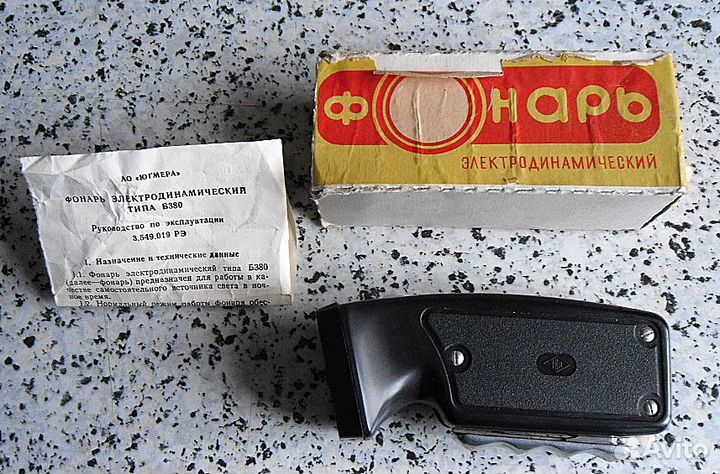 ФОНАРЬ
ЭЛЕКТРОДИНАМИЧЕСКИЙ
АО «ЮГМЕРА»
ФОНАРЬ ЭЛЕКТРОДИНАМИЧЕСКИЙ
ТИПА Б380
Руководство по эксплуатации
3.549.019 РЭ
1. Назначение и технические данные
1.1. Фонарь электродинамический типа Б380
(далее—фонарь) предназначен для работы в ка-
честве самостоятельного источника света в ноч-
ное время.
1.2. Нормальный режим работы фонаря обес-
Avito